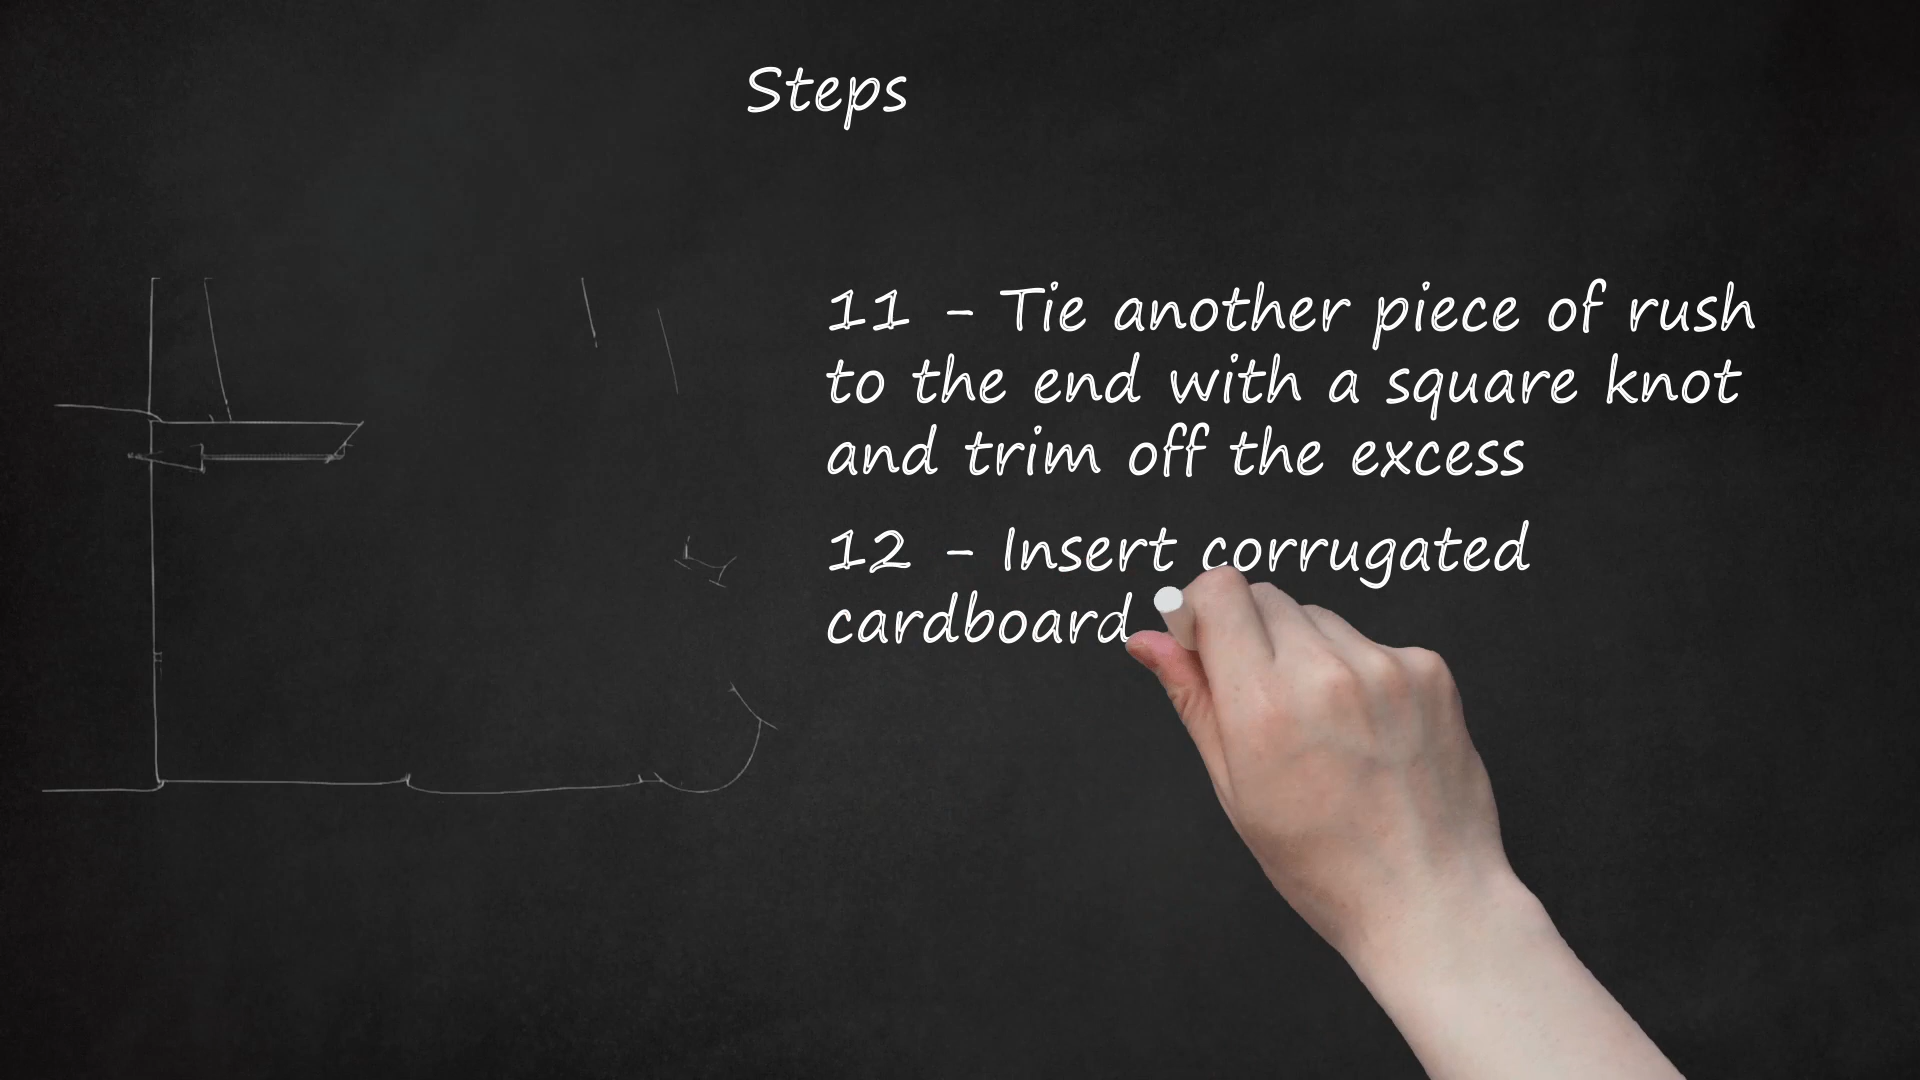 Steps
11 - Tie another piece of rush
to the end with a square knot
and trim off the excess
12 - Insert corrugated
cardboard